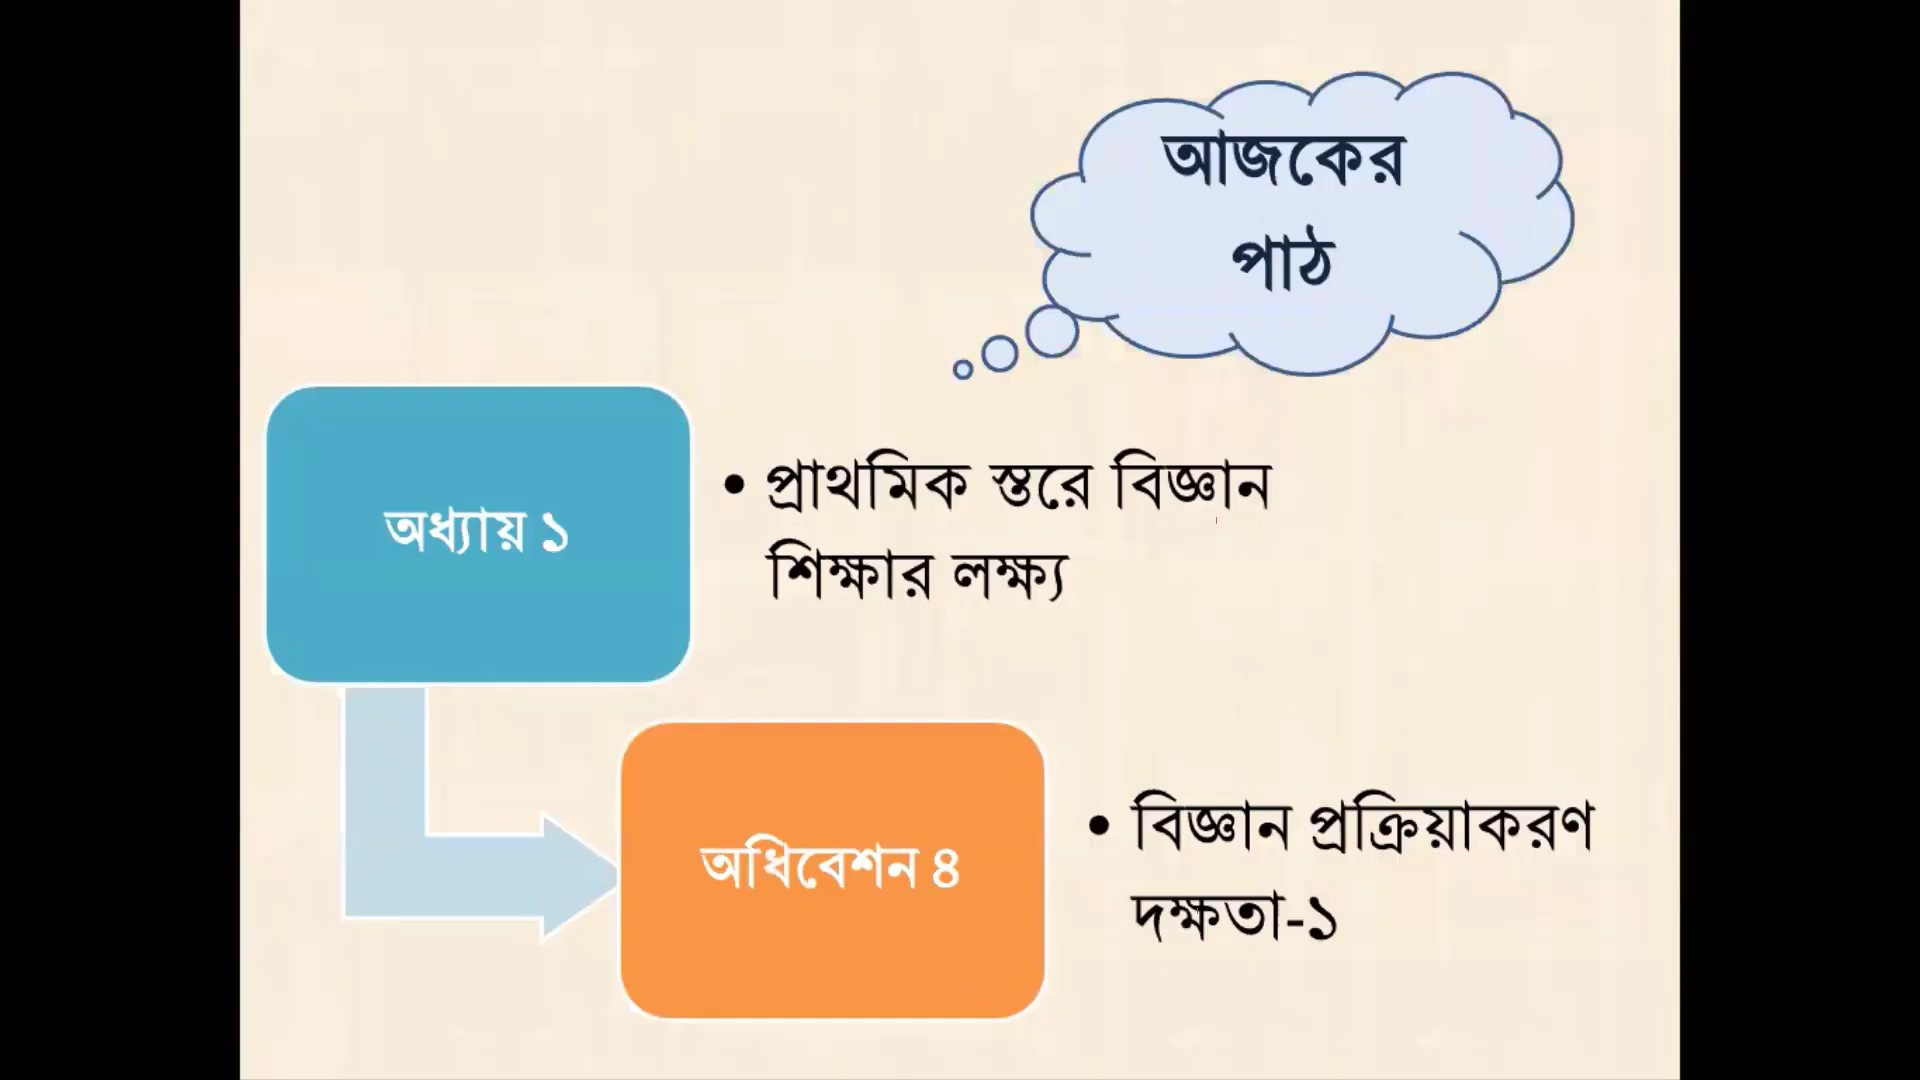 আজকের
পাঠ
অধ্যায় ১
• প্রাথমিক স্তরে বিজ্ঞান
শিক্ষার লক্ষ্য
অধিবেশন ৪
• বিজ্ঞান প্রক্রিয়াকরণ
দক্ষতা-১